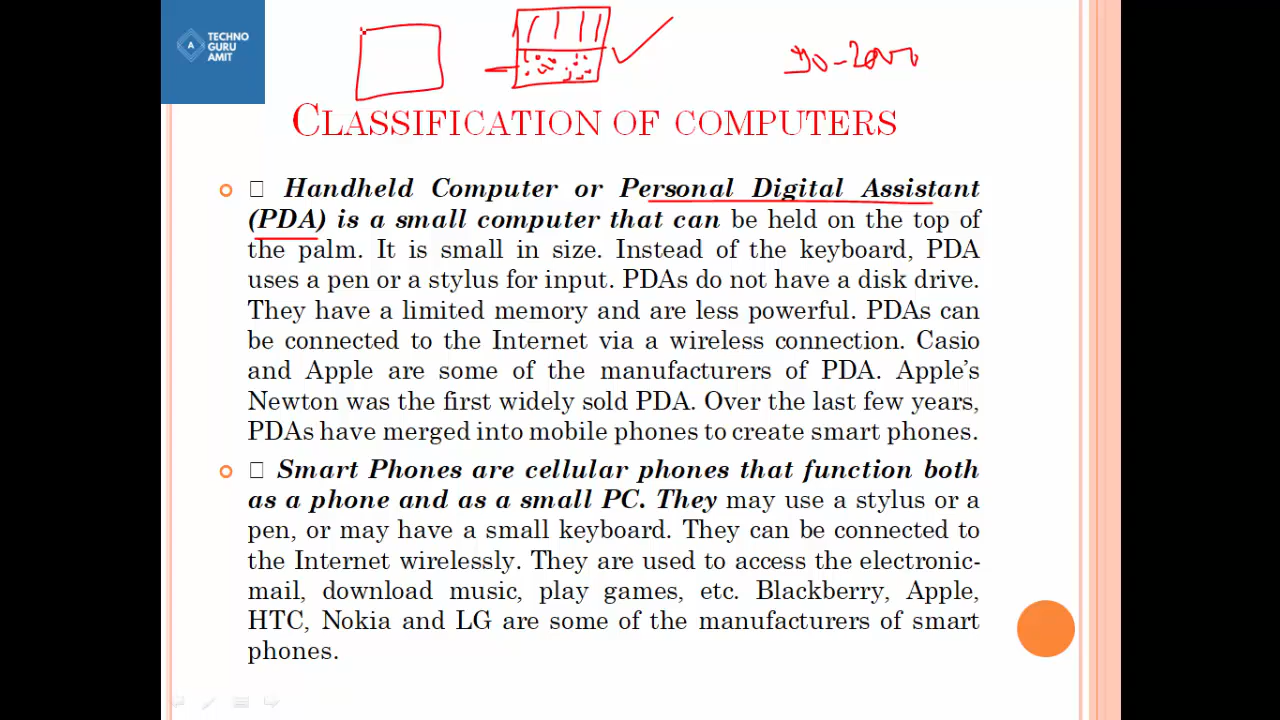 TECHNO
GURU
AMIT
A
90-2000
CLASSIFICATION OF COMPUTERS
Handheld Computer or Personal Digital Assistant
(PDA) is a small computer that can be held on the top of
the palm. It is small in size. Instead of the keyboard, PDA
uses a pen or a stylus for input. PDAs do not have a disk drive.
They have a limited memory and are less powerful. PDAs can
be connected to the Internet via a wireless connection. Casio
and Apple are some of the manufacturers of PDA. Apple’s
Newton was the first widely sold PDA. Over the last few years,
PDAs have merged into mobile phones to create smart phones.
Smart Phones are cellular phones that function both
as a phone and as a small PC. They may use a stylus or a
pen, or may have a small keyboard. They can be connected to
the Internet wirelessly. They are used to access the electronic-
mail, download music, play games, etc. Blackberry, Apple,
HTC, Nokia and LG are some of the manufacturers of smart
phones.